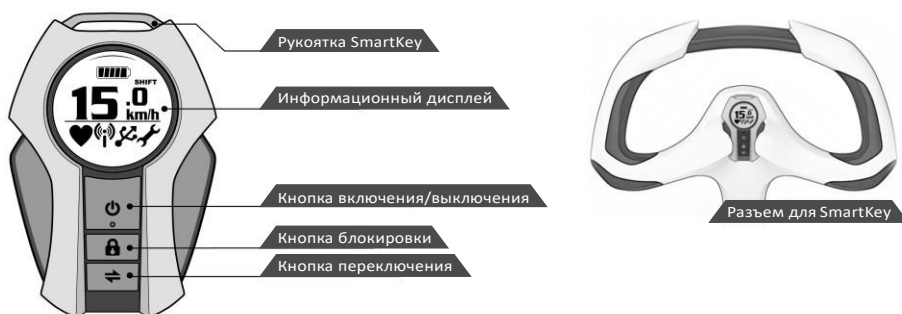 Рукоятка SmartKey
SHIFT
15.0
km/h
Информационный дисплей
Кнопка включения/выключения
Кнопка блокировки
Кнопка переключения
Разъем для SmartKey